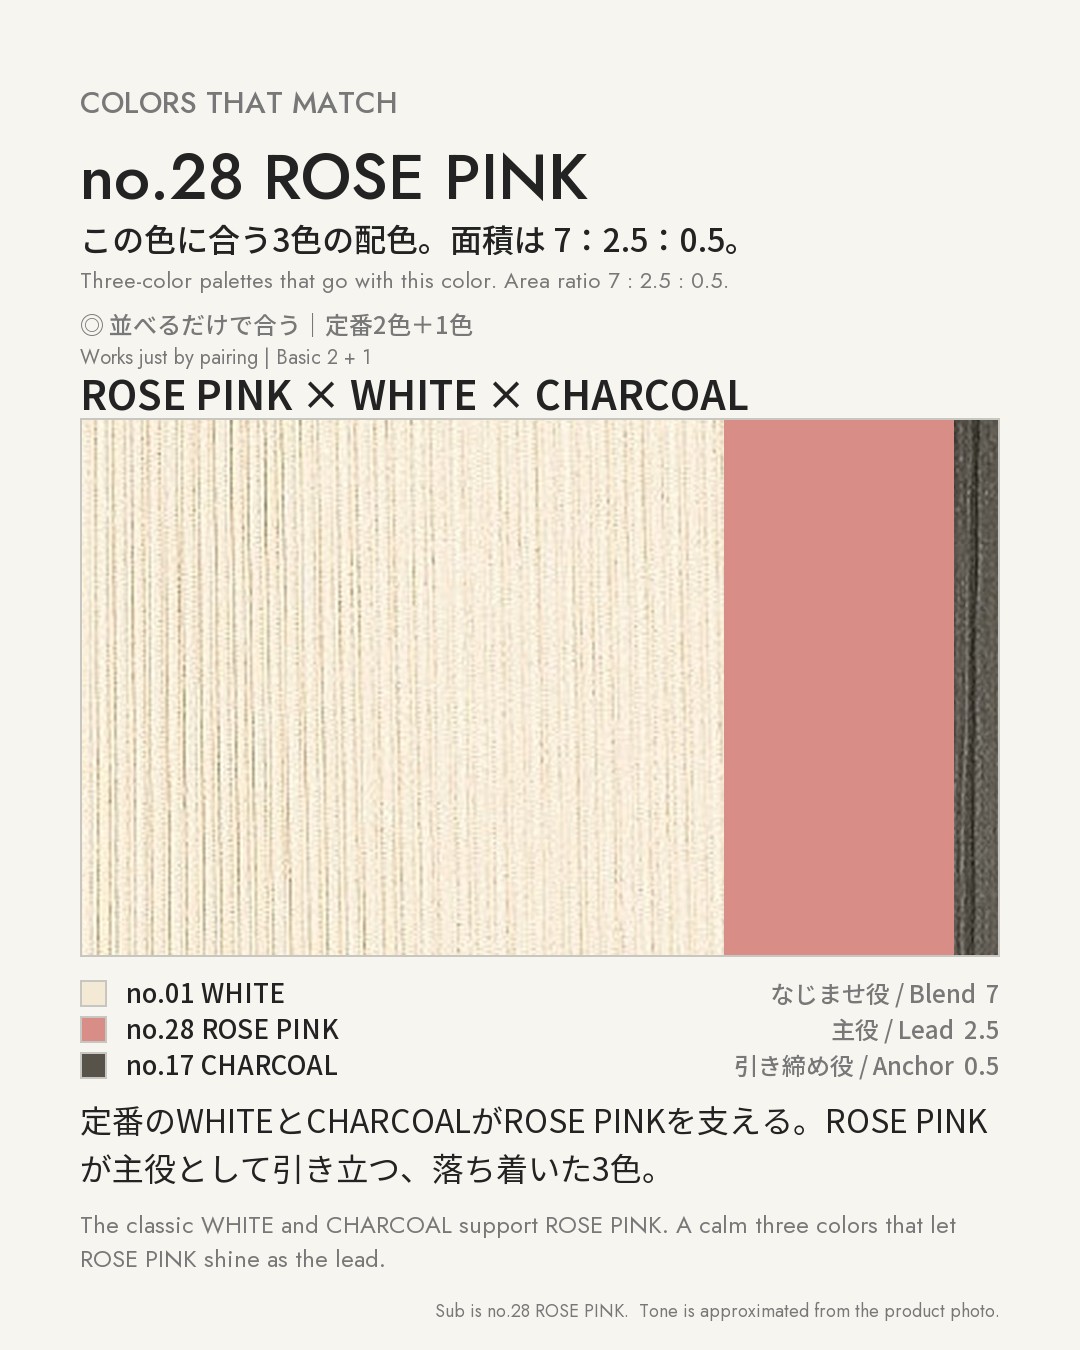 COLORS THAT MATCH
no.28 ROSE PINK
この色に合う3色の配色。面積は 7：2.5：0.5。
Three-color palettes that go with this color. Area ratio 7 : 2.5 : 0.5.
◎ 並べるだけで合う｜定番2色＋1色
Works just by pairing | Basic 2 + 1
ROSE PINK × WHITE × CHARCOAL
no.01 WHITE なじませ役 / Blend 7
no.28 ROSE PINK 主役 / Lead 2.5
no.17 CHARCOAL 引き締め役 / Anchor 0.5
定番のWHITEとCHARCOALがROSE PINKを支える。ROSE PINK
が主役として引き立つ、落ち着いた3色。
The classic WHITE and CHARCOAL support ROSE PINK. A calm three colors that let
ROSE PINK shine as the lead.
Sub is no.28 ROSE PINK. Tone is approximated from the product photo.